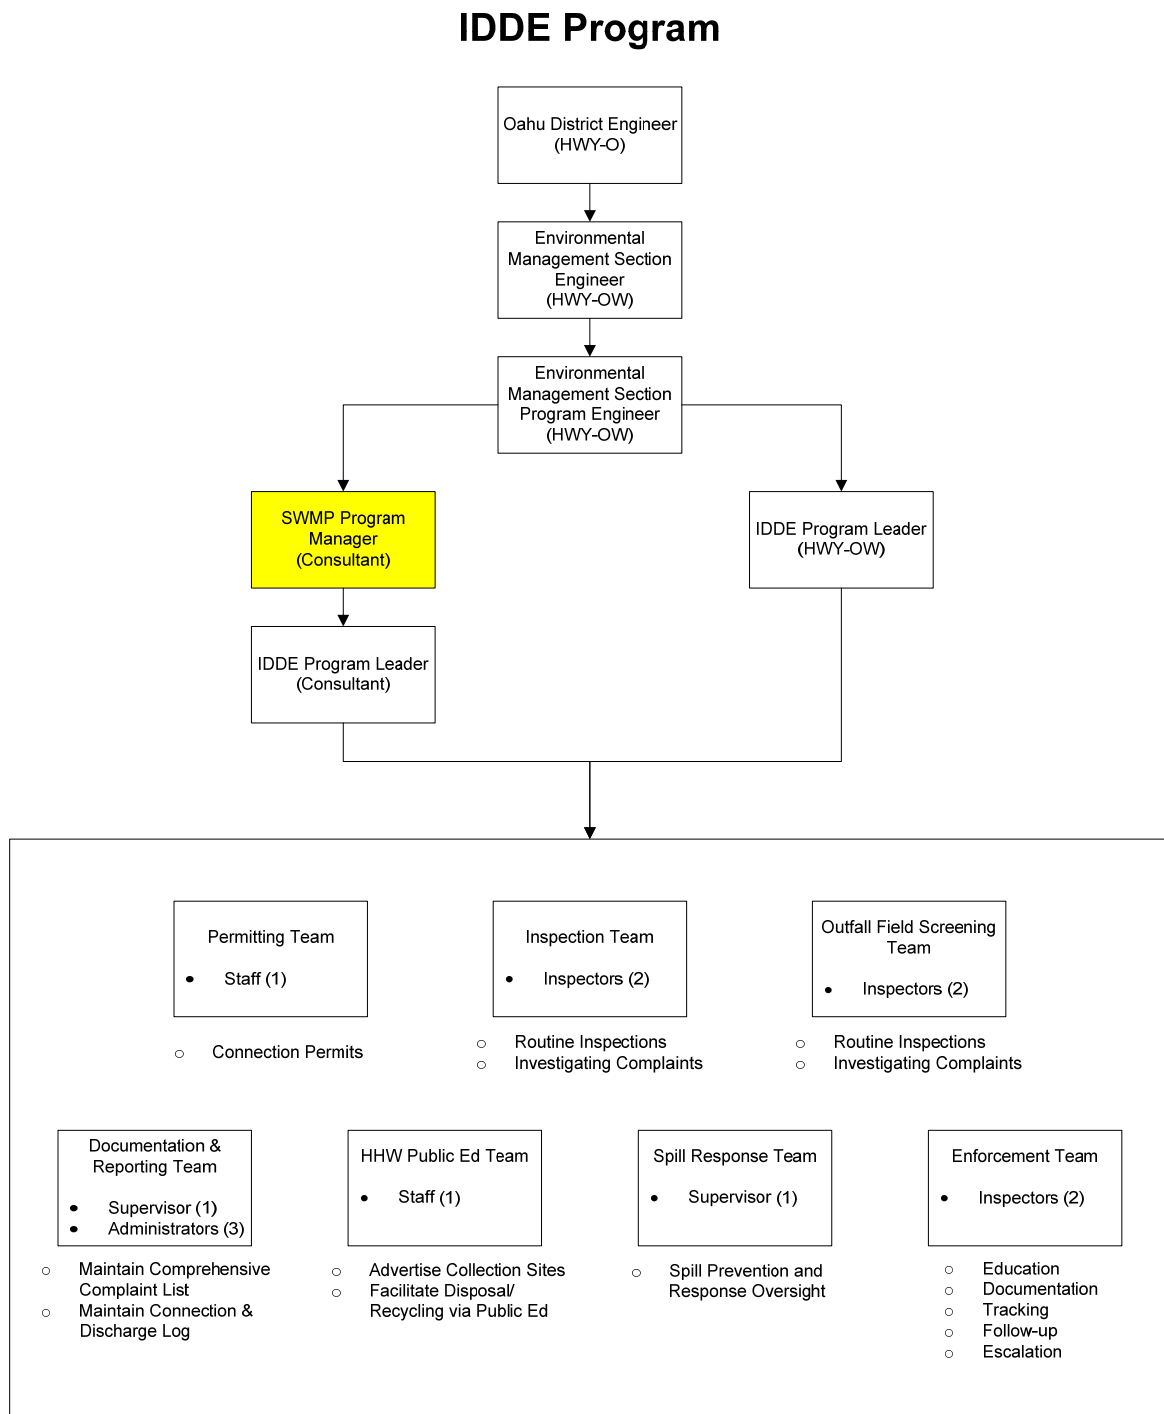 IDDE Program
Oahu District Engineer
(HWY-O)
Environmental
Management Section
Engineer
(HWY-OW)
Environmental
Management Section
Program Engineer
(HWY-OW)
SWMP Program
Manager
(Consultant)
IDDE Program Leader
(HWY-OW)
IDDE Program Leader
(Consultant)
Permitting Team
• Staff (1)
○ Connection Permits
Inspection Team
• Inspectors (2)
○ Routine Inspections
○ Investigating Complaints
Outfall Field Screening
Team
• Inspectors (2)
○ Routine Inspections
○ Investigating Complaints
Documentation &
Reporting Team
• Supervisor (1)
• Administrators (3)
○ Maintain Comprehensive
Complaint List
○ Maintain Connection &
Discharge Log
HHW Public Ed Team
• Staff (1)
○ Advertise Collection Sites
○ Facilitate Disposal/
Recycling via Public Ed
Spill Response Team
• Supervisor (1)
○ Spill Prevention and
Response Oversight
Enforcement Team
• Inspectors (2)
○ Education
○ Documentation
○ Tracking
○ Follow-up
○ Escalation